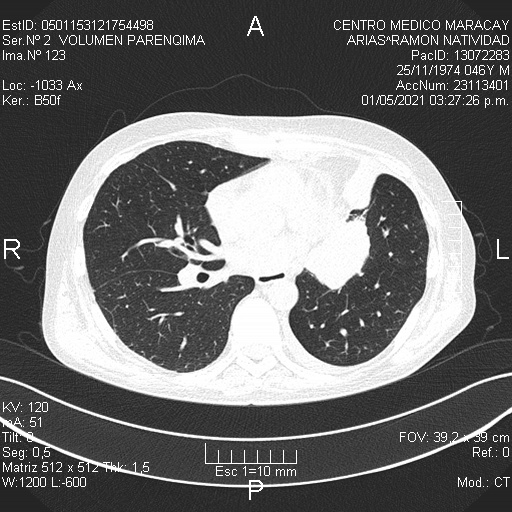 EstID: 0501153121754498
Ser.Nº 2 VOLUMEN PARENQIMA
Ima.Nº 123
Loc: -1033 Ax
Ker.: B50f
A
CENTRO MEDICO MARACAY
ARIAS^RAMON NATIVIDAD
PacID: 13072283
25/11/1974 046Y M
AccNum: 23113401
01/05/2021 03:27:26 p.m.
R
L
KV: 120
mA: 51
Tilt: 0
Seg: 0,5
Matriz 512 x 512 Thk: 1,5
W:1200 L:-600
Esc 1=10 mm
P
FOV: 39,2 x 39 cm
Ref.: 0
Mod.: CT